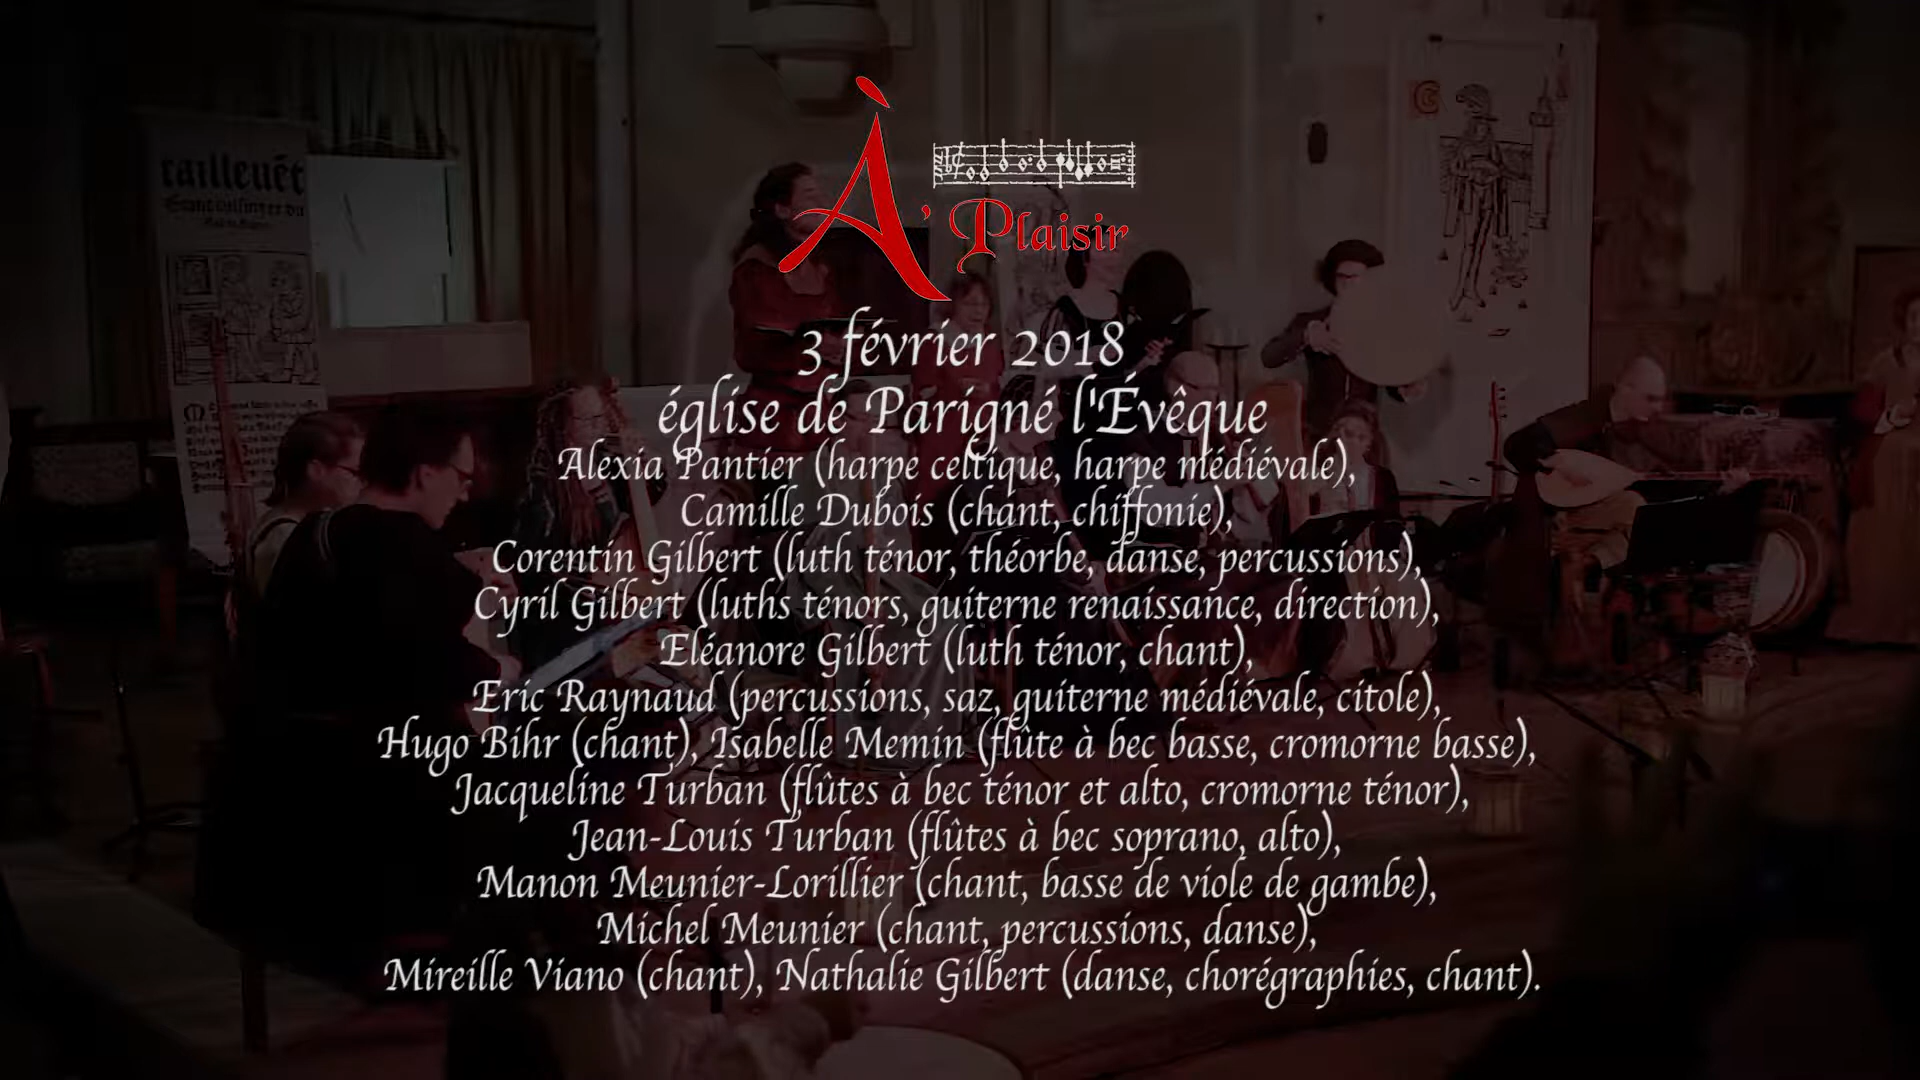 À' Plaisir
3 février 2018
église de Parigné l'Évêque
Alexia Pantier (harpe celtique, harpe médiévale),
Camille Dubois (chant, chiffonie),
Corentin Gilbert (luth ténor, théorbe, danse, percussions),
Cyril Gilbert (luths ténors, guiterne renaissance, direction),
Eléanore Gilbert (luth ténor, chant),
Eric Raynaud (percussions, saz, guiterne médiévale, citole),
Hugo Bihr (chant), Isabelle Memin (flûte à bec basse, cromorne basse),
Jacqueline Turban (flûtes à bec ténor et alto, cromorne ténor),
Jean-Louis Turban (flûtes à bec soprano, alto),
Manon Meunier-Lorillier (chant, basse de viole de gambe),
Michel Meunier (chant, percussions, danse),
Mireille Viano (chant), Nathalie Gilbert (danse, chorégraphies, chant).